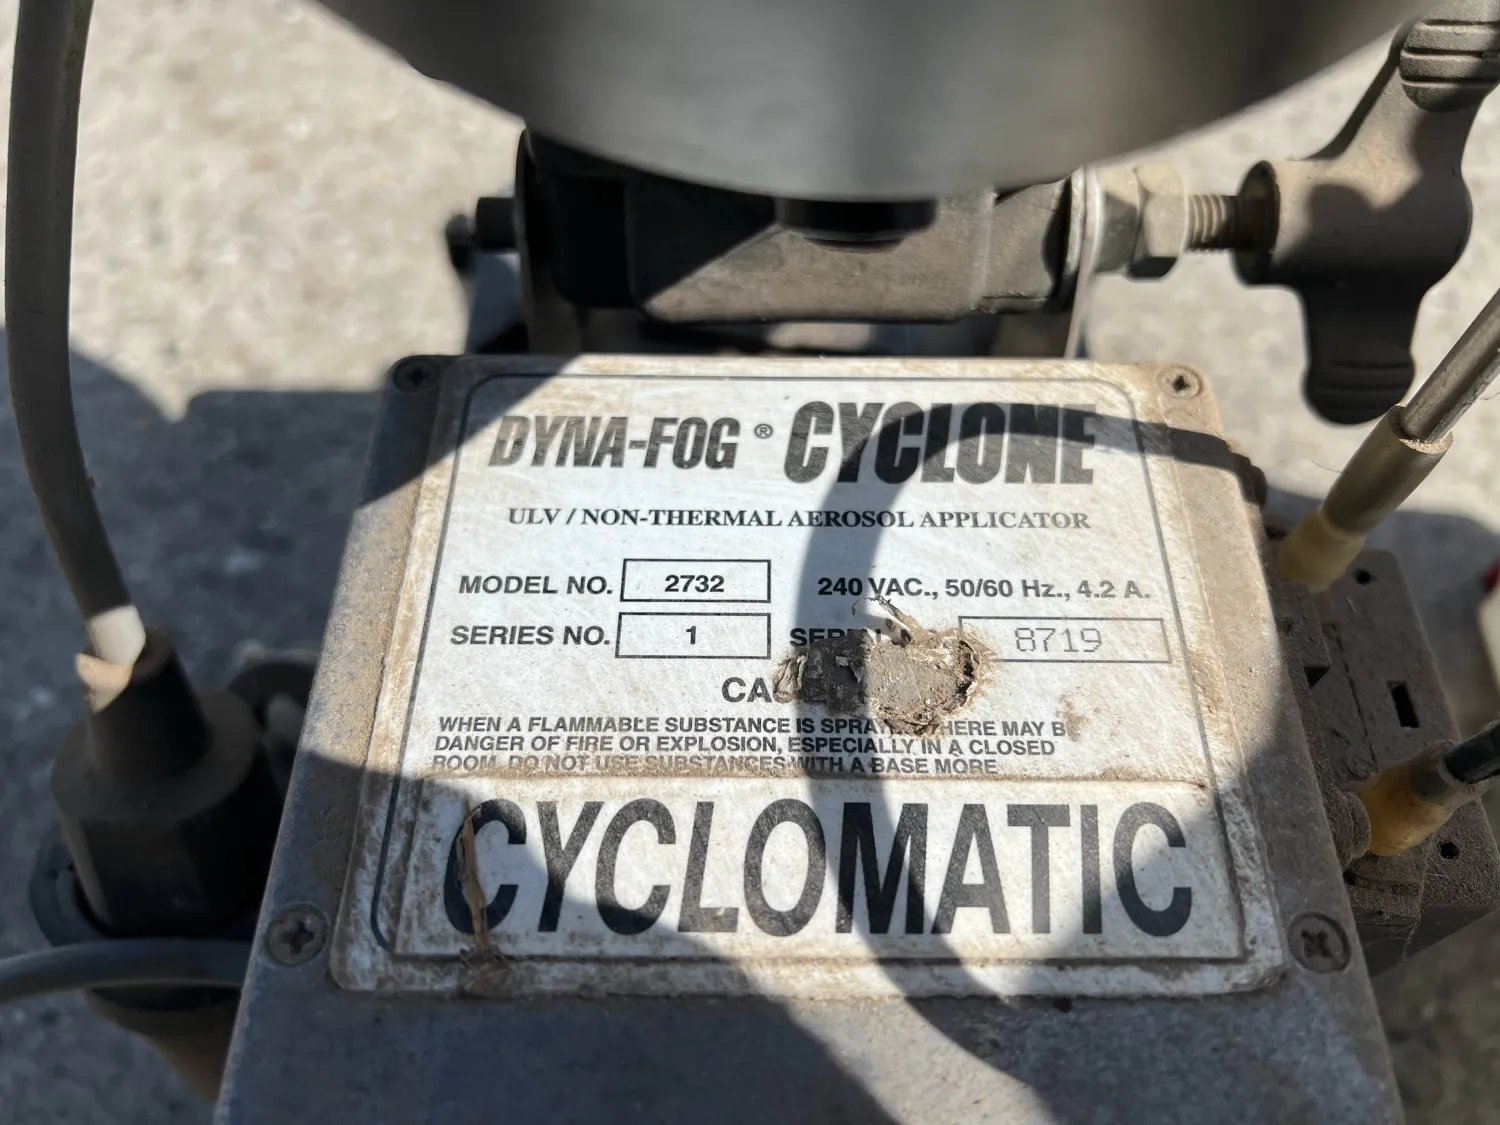 DYNA-FOG® CYCLONE
ULV / NON-THERMAL AEROSOL APPLICATOR
MODEL NO. 2732 240 VAC., 50/60 Hz., 4.2 A.
SERIES NO. 1 8719
WHEN A FLAMMABLE SUBSTANCE IS MAY
DANGER OF FIRE OR EXPLOSION, ESPECIALLY IN A CLOSED
ROOM. DO NOT USE SUBSTANCES WITH A BASE MORE
CYCLOMATIC